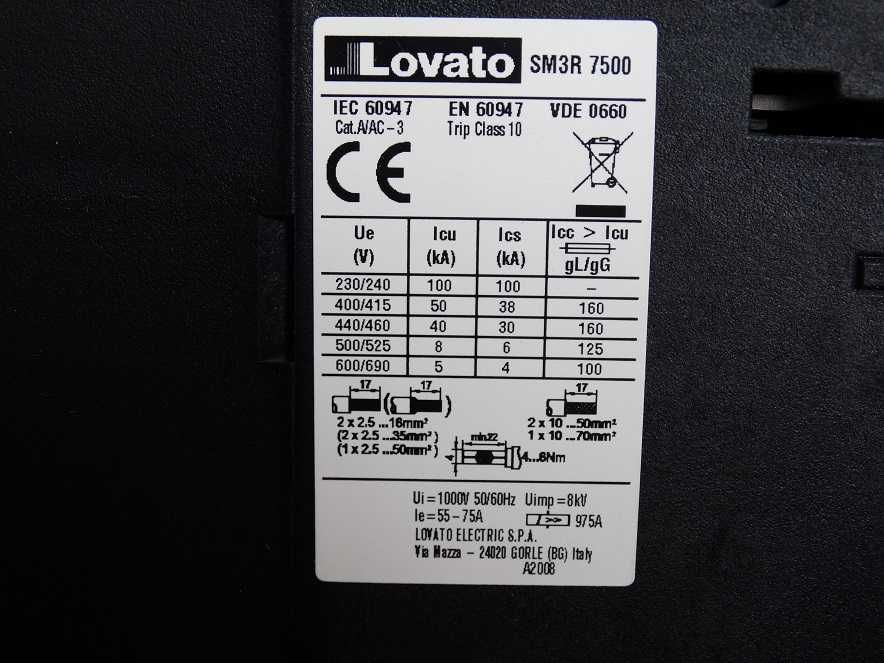 Lovato SM3R 7500
IEC 60947 EN 60947 VDE 0660
Cat.A/AC-3 Trip Class 10
CE
Ue (V) Icu (kA) Ics (kA) Icc > Icu gL/gG
230/240 100 100 –
400/415 50 38 160
440/460 40 30 160
500/525 8 6 125
600/690 5 4 100
17 17 17
2 x 2.5 ...16mm² 2 x 10 ...50mm²
(2 x 2.5 ...35mm²) 1 x 10 ...70mm²
(1 x 2.5 ...50mm²)
min.22
4 4...6Nm
Ui=1000V 50/60Hz Uimp=8kV
Ie=55-75A I >> 975A
LOVATO ELECTRIC S.P.A.
Via Mazza - 24020 GORLE (BG) Italy
A2008